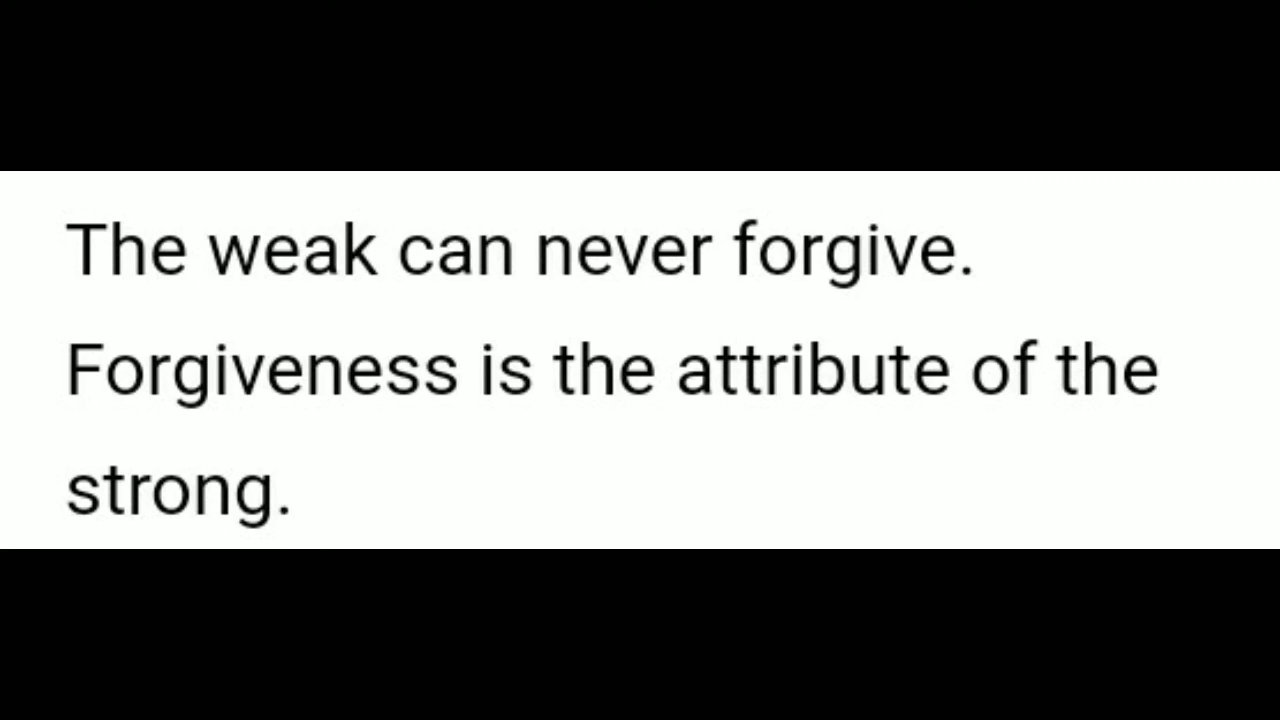 The weak can never forgive.
Forgiveness is the attribute of the
strong.